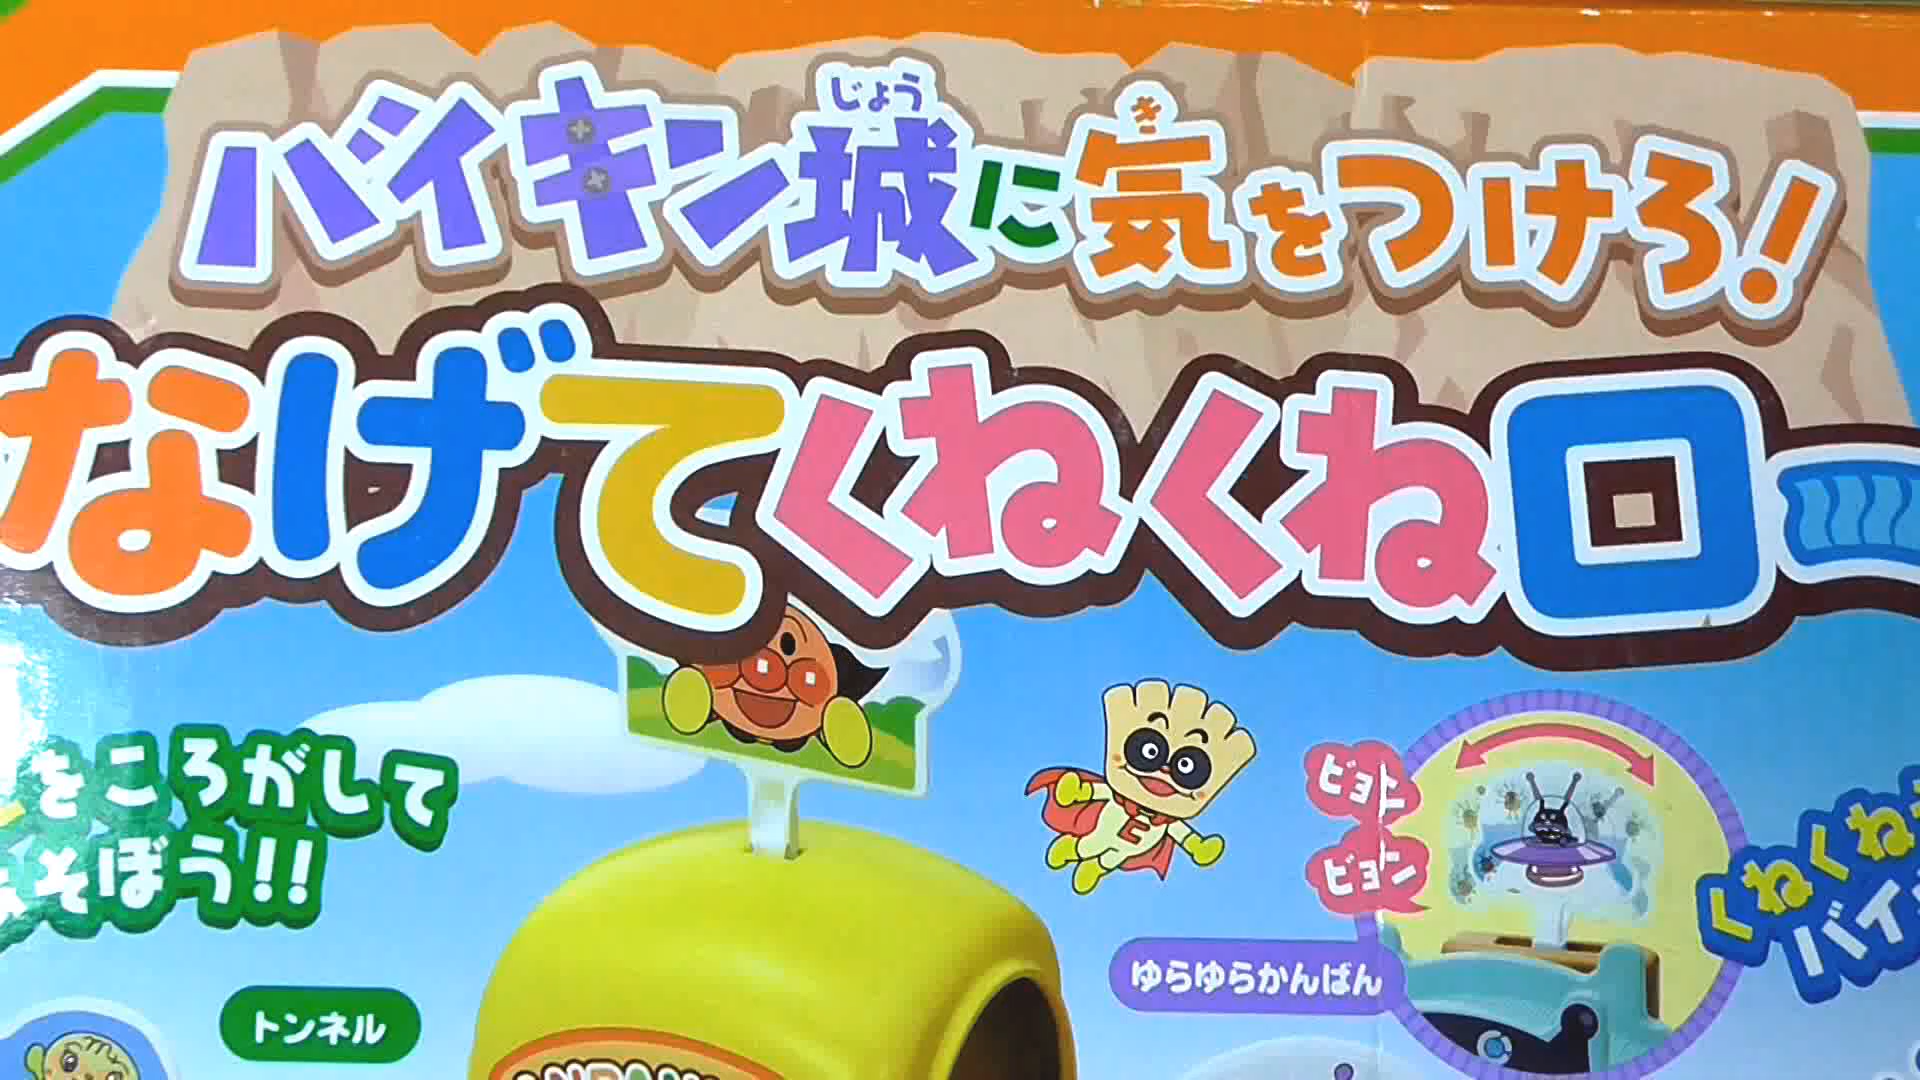 じょう
き
バイキン城に気をつけろ!
なげてくねくねロー
をころがして
そぼう!!
ビョン
ビョン
くねくね
バイ
ゆらゆらかんばん
トンネル
E